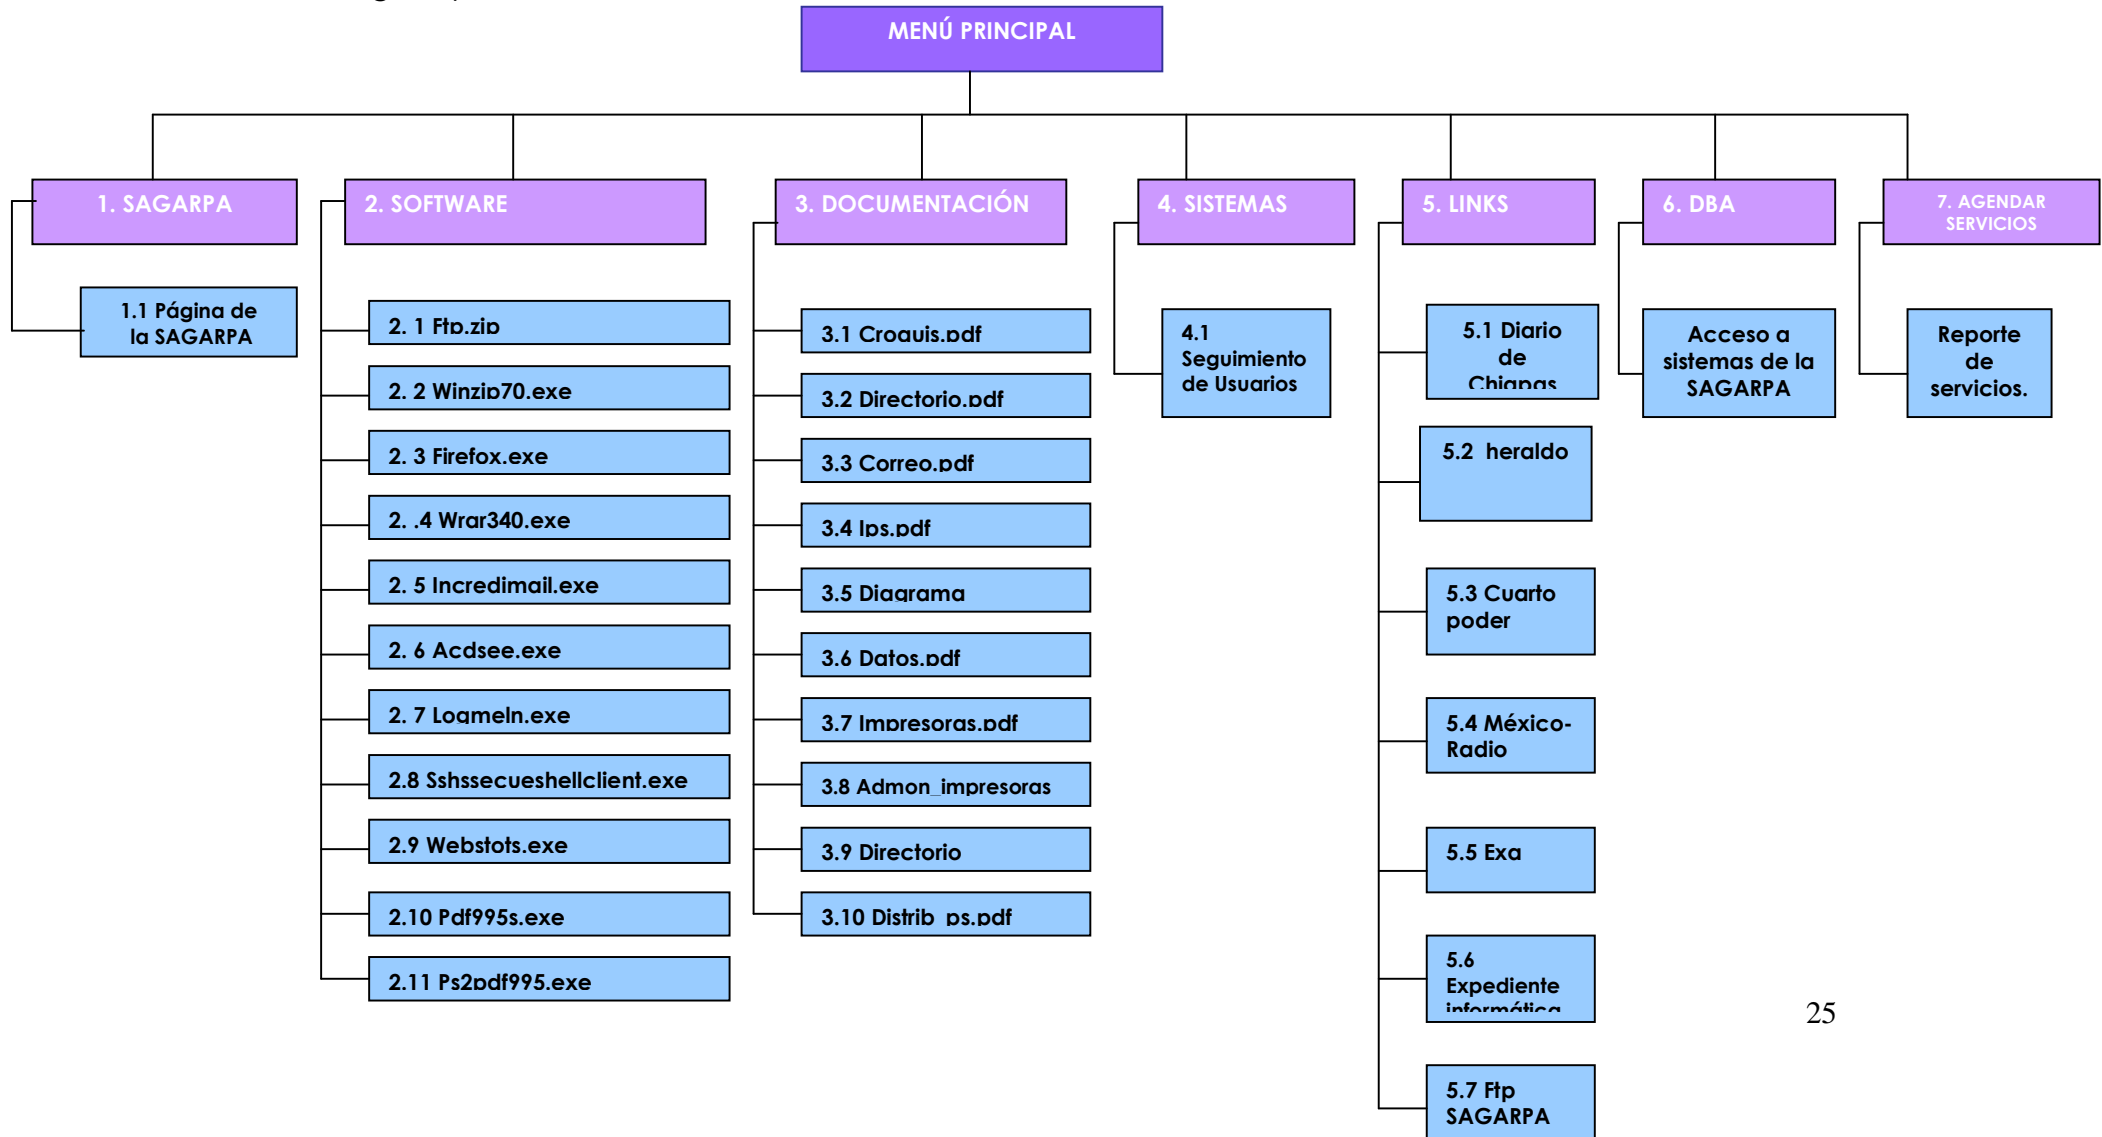 MENÚ PRINCIPAL
1. SAGARPA
1.1 Página de
la SAGARPA
2. SOFTWARE
2. 1 Ftp.zip
2. 2 Winzip70.exe
2. 3 Firefox.exe
2. .4 Wrar340.exe
2. 5 Incredimail.exe
2. 6 Acdsee.exe
2. 7 LogmeIn.exe
2.8 Sshssecueshellclient.exe
2.9 Webstots.exe
2.10 Pdf995s.exe
2.11 Ps2pdf995.exe
3. DOCUMENTACIÓN
3.1 Croquis.pdf
3.2 Directorio.pdf
3.3 Correo.pdf
3.4 Ips.pdf
3.5 Diagrama
3.6 Datos.pdf
3.7 Impresoras.pdf
3.8 Admon_impresoras
3.9 Directorio
3.10 Distrib_ps.pdf
4. SISTEMAS
4.1
Seguimiento
de Usuarios
5. LINKS
5.1 Diario
de
Chiapas
5.2 heraldo
5.3 Cuarto
poder
5.4 México-
Radio
5.5 Exa
5.6
Expediente
informática
5.7 Ftp
SAGARPA
6. DBA
Acceso a
sistemas de la
SAGARPA
7. AGENDAR
SERVICIOS
Reporte
de
servicios.
25